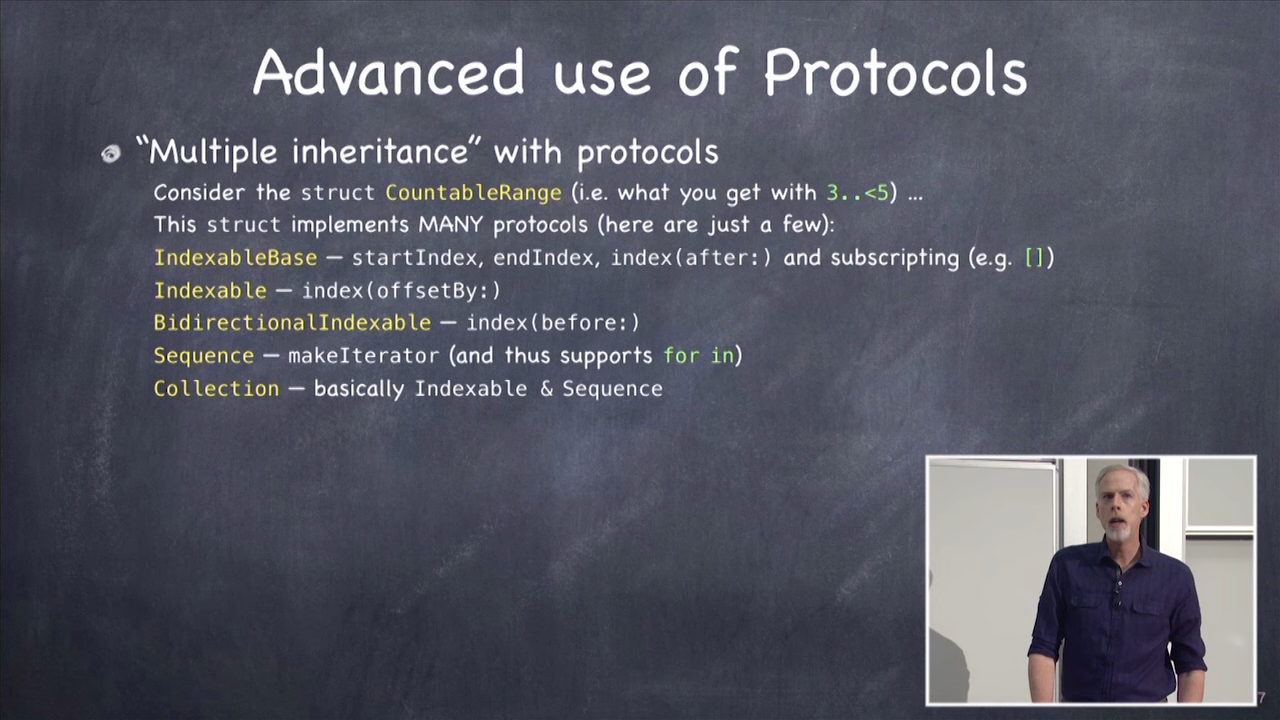 Advanced use of Protocols
“Multiple inheritance” with protocols
Consider the struct CountableRange (i.e. what you get with 3..<5) ...
This struct implements MANY protocols (here are just a few):
IndexableBase — startIndex, endIndex, index(after:) and subscripting (e.g. [])
Indexable — index(offsetBy:)
BidirectionalIndexable — index(before:)
Sequence — makeIterator (and thus supports for in)
Collection — basically Indexable & Sequence
7